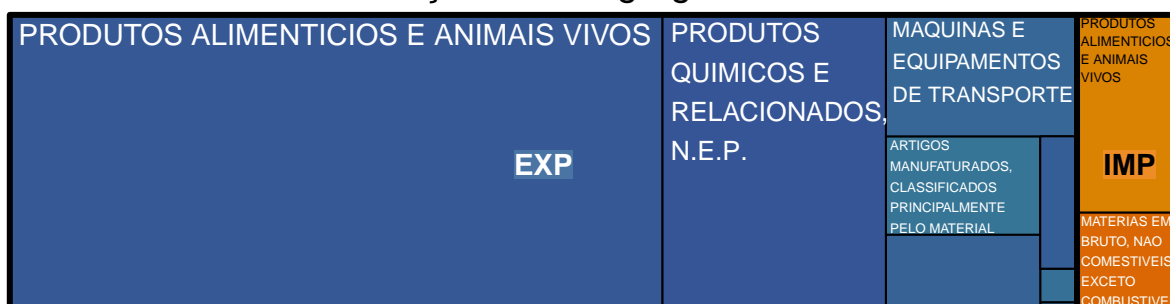 PRODUTOS ALIMENTICIOS E ANIMAIS VIVOS
EXP
PRODUTOS
QUIMICOS E
RELACIONADOS,
N.E.P.
MAQUINAS E
EQUIPAMENTOS
DE TRANSPORTE
ARTIGOS
MANUFATURADOS,
CLASSIFICADOS
PRINCIPALMENTE
PELO MATERIAL
PRODUTOS
ALIMENTICIOS
E ANIMAIS
VIVOS
IMP
MATERIAS EM
BRUTO, NAO
COMESTIVEIS,
EXCETO